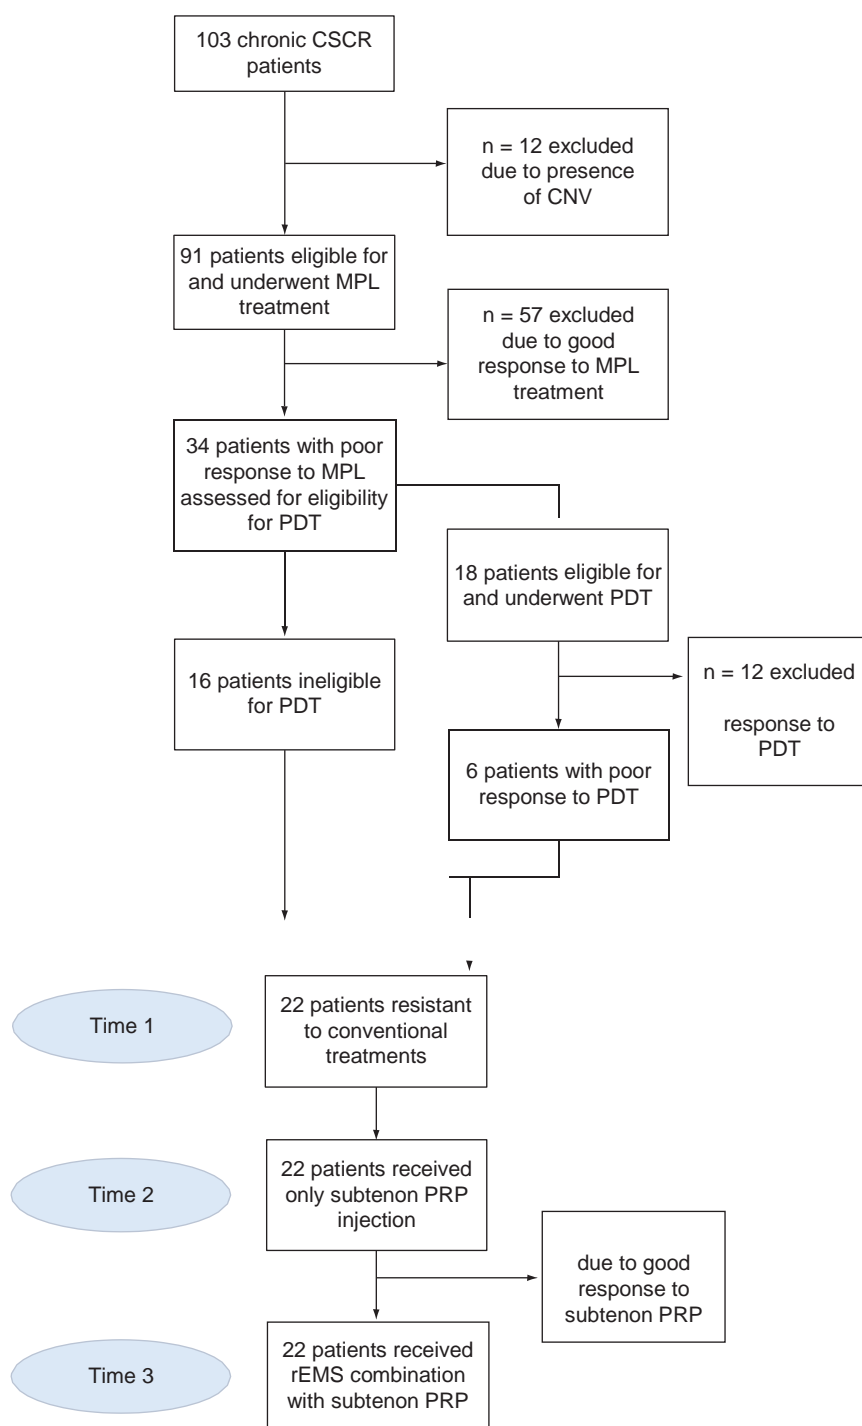 103 chronic CSCR
patients
n = 12 excluded
due to presence
of CNV
91 patients eligible for
and underwent MPL
treatment
n = 57 excluded
due to good
response to MPL
treatment
34 patients with poor
response to MPL
assessed for eligibility
for PDT
18 patients eligible for
and underwent PDT
16 patients ineligible
for PDT
n = 12 excluded
response to
PDT
6 patients with poor
response to PDT
Time 1
22 patients resistant
to conventional
treatments
Time 2
22 patients received
only subtenon PRP
injection
due to good
response to
subtenon PRP
Time 3
22 patients received
rEMS combination
with subtenon PRP